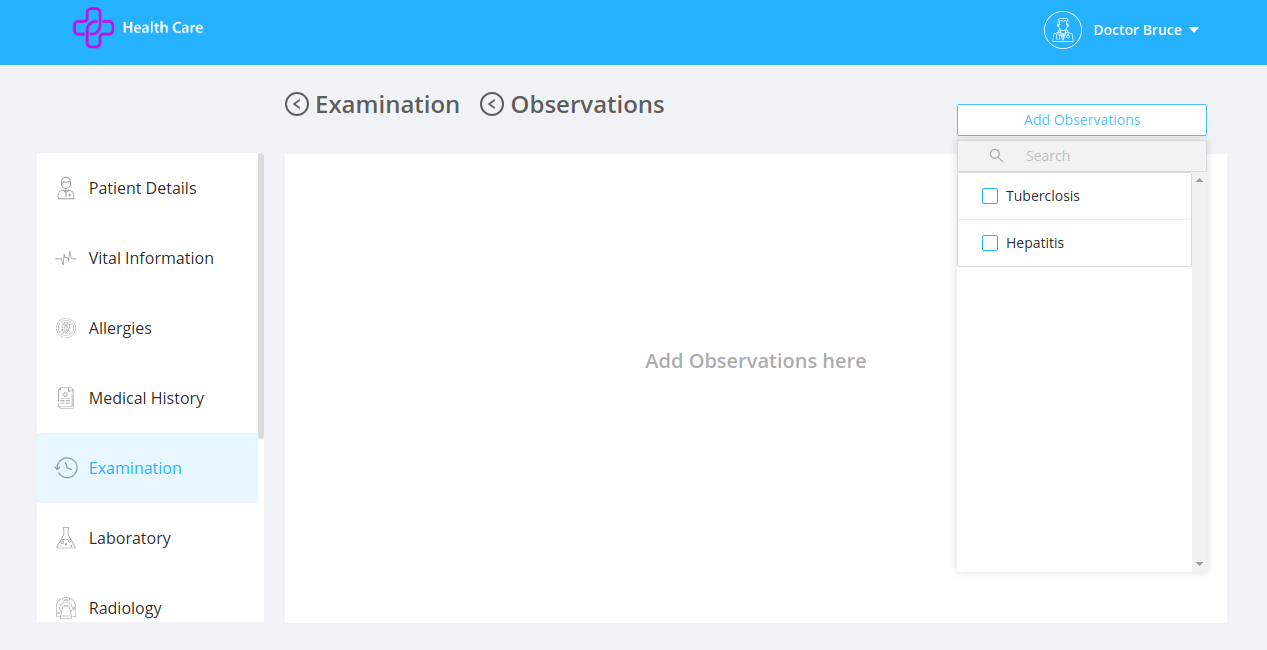 Health Care
Doctor Bruce
Examination
Observations
Add Observations
Search
Tuberclosis
Hepatitis
Patient Details
Vital Information
Allergies
Medical History
Examination
Laboratory
Radiology
Add Observations here